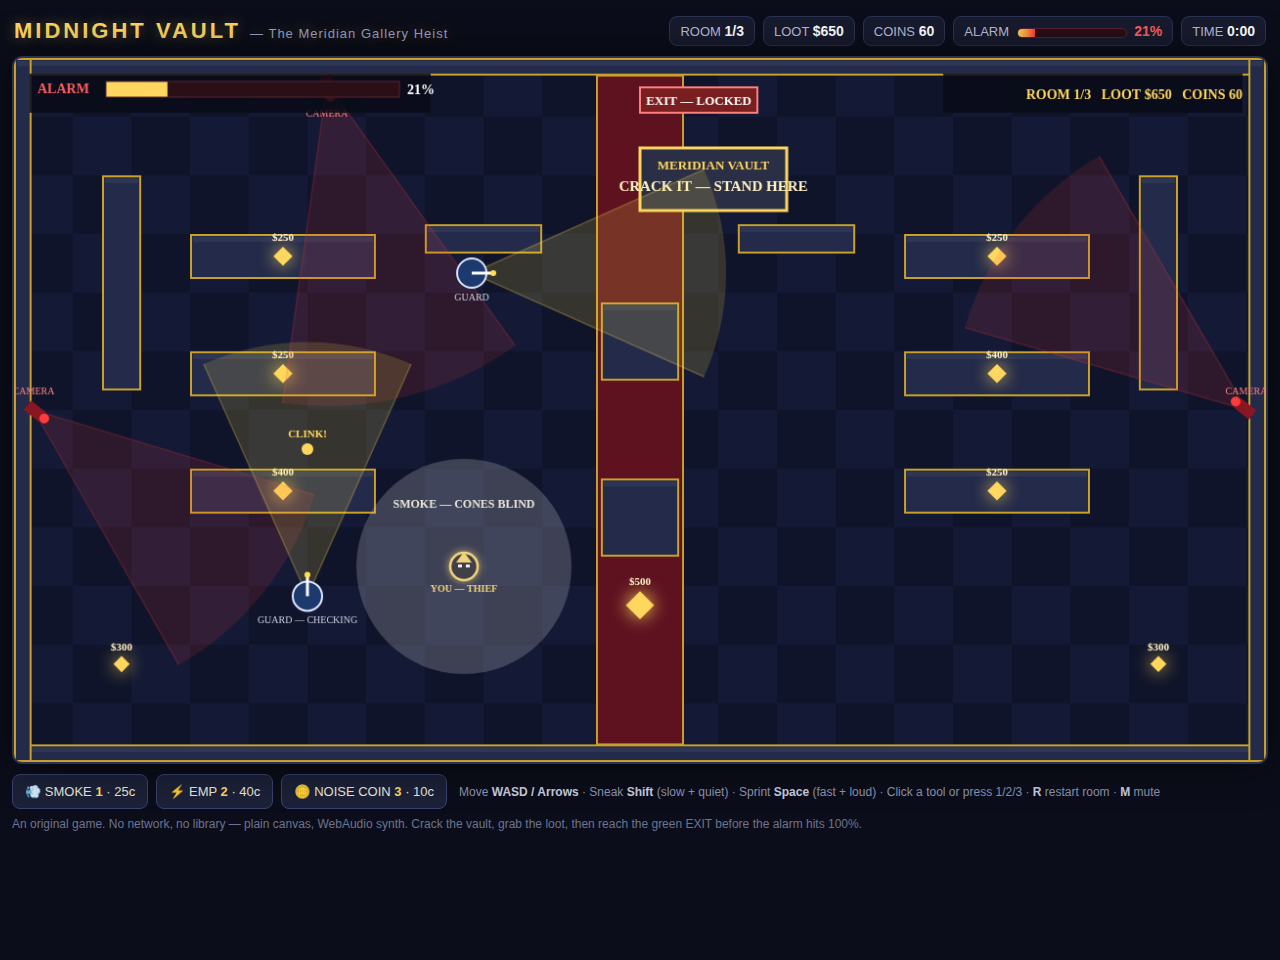 MIDNIGHT VAULT — The Meridian Gallery Heist
ROOM 1/3
LOOT $650
COINS 60
ALARM 21%
TIME 0:00
ALARM 21%
EXIT — LOCKED
ROOM 1/3 LOOT $650 COINS 60
CAMERA
MERIDIAN VAULT
CRACK IT — STAND HERE
$250
$250
GUARD
$250
$400
CAMERA
CAMERA
CLINK!
$400
$250
SMOKE — CONES BLIND
YOU — THIEF
$500
GUARD — CHECKING
$300
$300
SMOKE 1 · 25c
EMP 2 · 40c
NOISE COIN 3 · 10c
Move WASD / Arrows · Sneak Shift (slow + quiet) · Sprint Space (fast + loud) · Click a tool or press 1/2/3 · R restart room · M mute
An original game. No network, no library — plain canvas, WebAudio synth. Crack the vault, grab the loot, then reach the green EXIT before the alarm hits 100%.